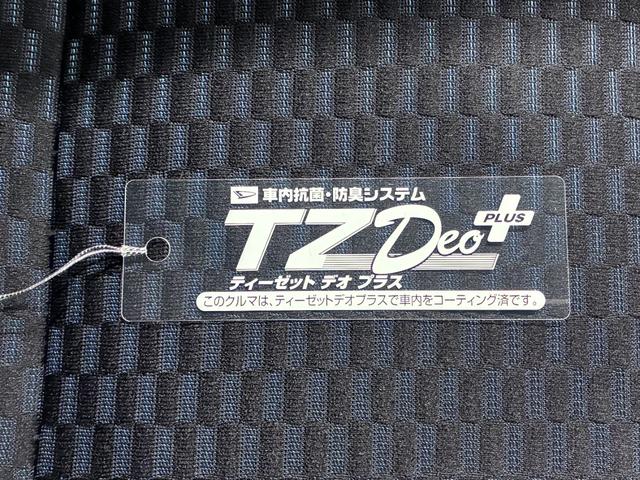 車内抗菌・防臭システム
TZ Deo PLUS
ティーゼット デオ プラス
このクルマは、ティーゼットデオプラスで車内をコーティング済です。